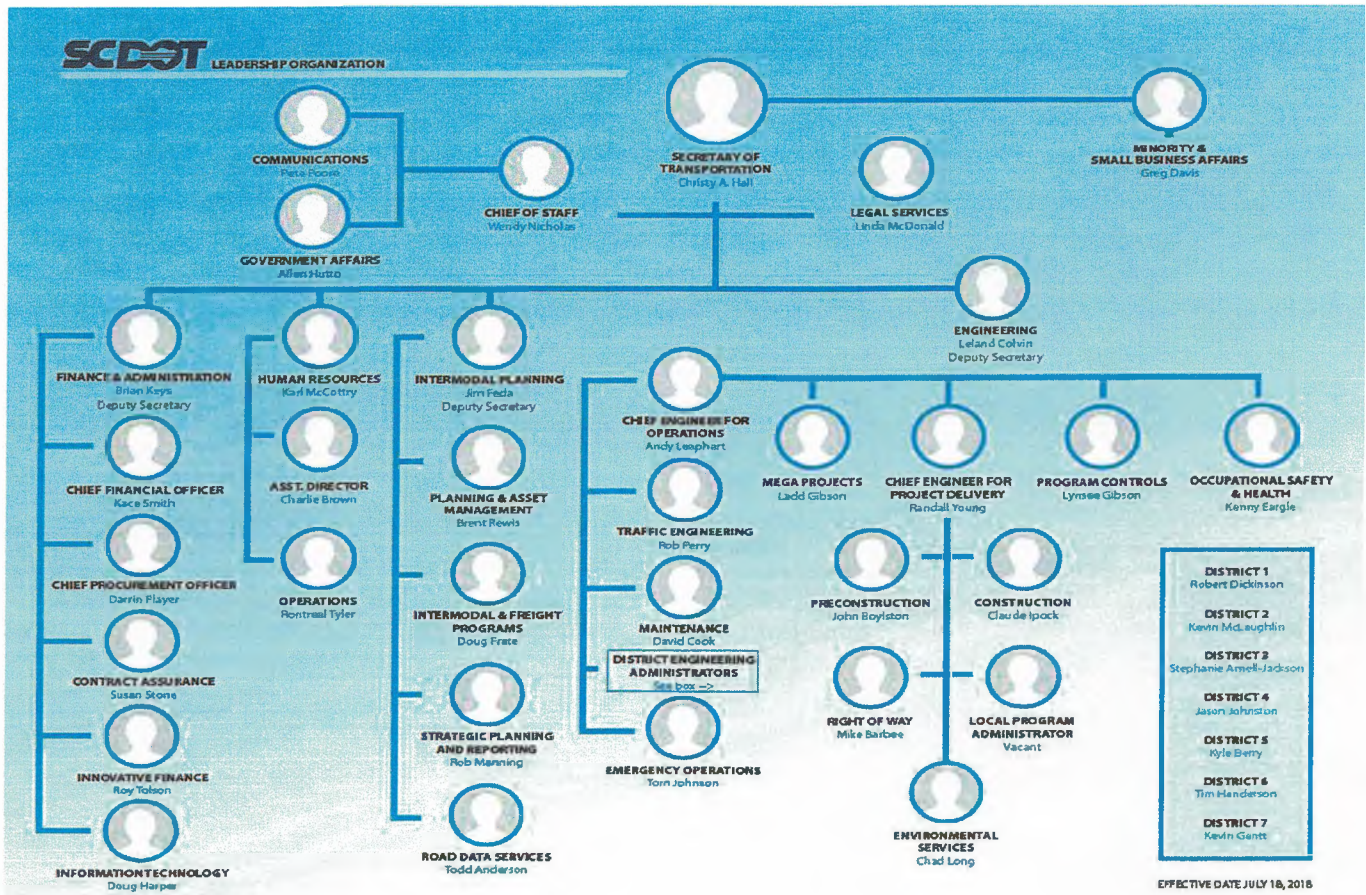 SCDOT LEADERSHIP ORGANIZATION
COMMUNICATIONS
Pete Poore
GOVERNMENT AFFAIRS
Allen Hutto
CHIEF OF STAFF
Wendy Nicholas
SECRETARY OF
TRANSPORTATION
Christy A. Hall
LEGAL SERVICES
Linda McDonald
MINORITY &
SMALL BUSINESS AFFAIRS
Greg Davis
ENGINEERING
Leland Colvin
Deputy Secretary
FINANCE & ADMINISTRATION
Brian Keys
Deputy Secretary
CHIEF FINANCIAL OFFICER
Kace Smith
CHIEF PROCUREMENT OFFICER
Darrin Player
CONTRACT ASSURANCE
Susan Stone
INNOVATIVE FINANCE
Roy Tolson
INFORMATION TECHNOLOGY
Doug Harper
HUMAN RESOURCES
Karl McCottry
ASST. DIRECTOR
Charlie Brown
OPERATIONS
Rontreal Tyler
INTERMODAL PLANNING
Jim Feda
Deputy Secretary
PLANNING & ASSET
MANAGEMENT
Brent Rewis
INTERMODAL & FREIGHT
PROGRAMS
Doug Frate
STRATEGIC PLANNING
AND REPORTING
Rob Manning
ROAD DATA SERVICES
Todd Anderson
CHIEF ENGINEER FOR
OPERATIONS
Andy Leaphart
TRAFFIC ENGINEERING
Rob Perry
MAINTENANCE
David Cook
DISTRICT ENGINEERING
ADMINISTRATORS
See box -->
EMERGENCY OPERATIONS
Tom Johnson
MEGA PROJECTS
Ladd Gibson
CHIEF ENGINEER FOR
PROJECT DELIVERY
Randall Young
PROGRAM CONTROLS
Lynsee Gibson
OCCUPATIONAL SAFETY
& HEALTH
Kenny Eargle
PRECONSTRUCTION
John Boylston
CONSTRUCTION
Claude Ipock
RIGHT OF WAY
Mike Barbee
LOCAL PROGRAM
ADMINISTRATOR
Vacant
ENVIRONMENTAL
SERVICES
Chad Long
DISTRICT 1
Robert Dickinson
DISTRICT 2
Kevin McLaughlin
DISTRICT 3
Stephanie Amell-Jackson
DISTRICT 4
Jason Johnston
DISTRICT 5
Kyle Berry
DISTRICT 6
Tim Henderson
DISTRICT 7
Kevin Gantt
EFFECTIVE DATE JULY 18, 2018